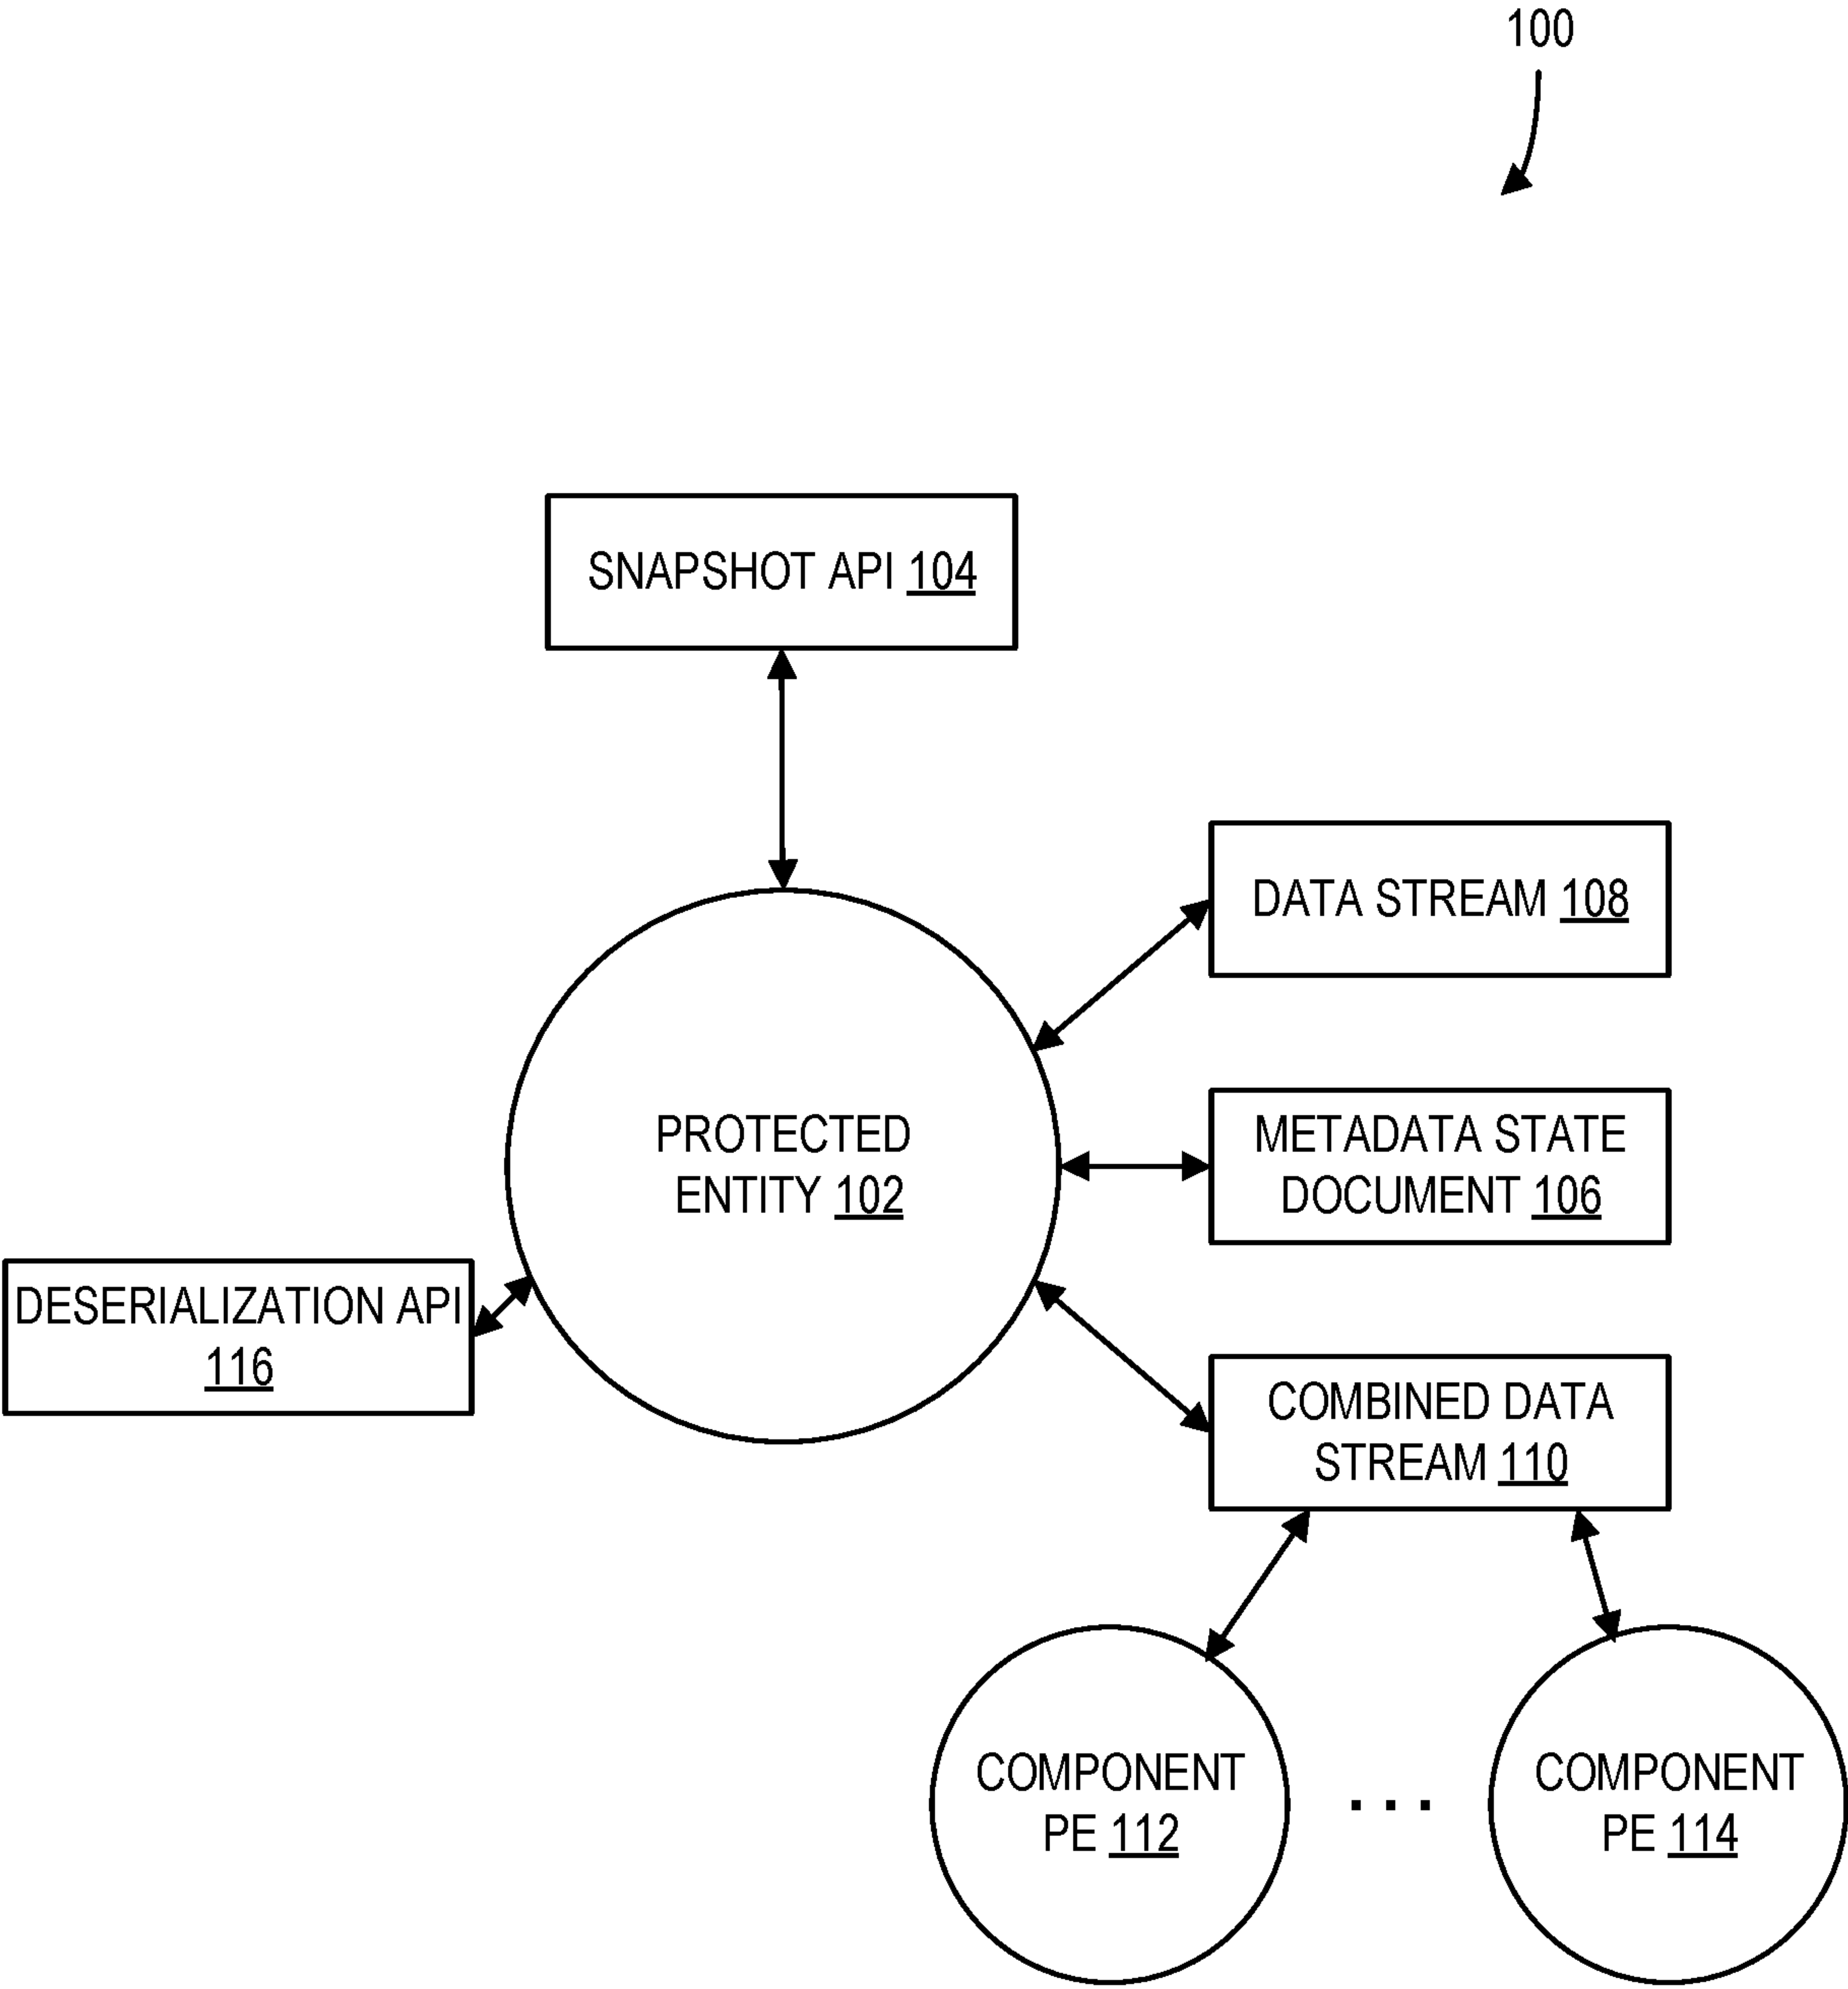 100
SNAPSHOT API 104
DATA STREAM 108
PROTECTED
ENTITY 102
METADATA STATE
DOCUMENT 106
DESERIALIZATION API
116
COMBINED DATA
STREAM 110
COMPONENT
PE 112
. . .
COMPONENT
PE 114